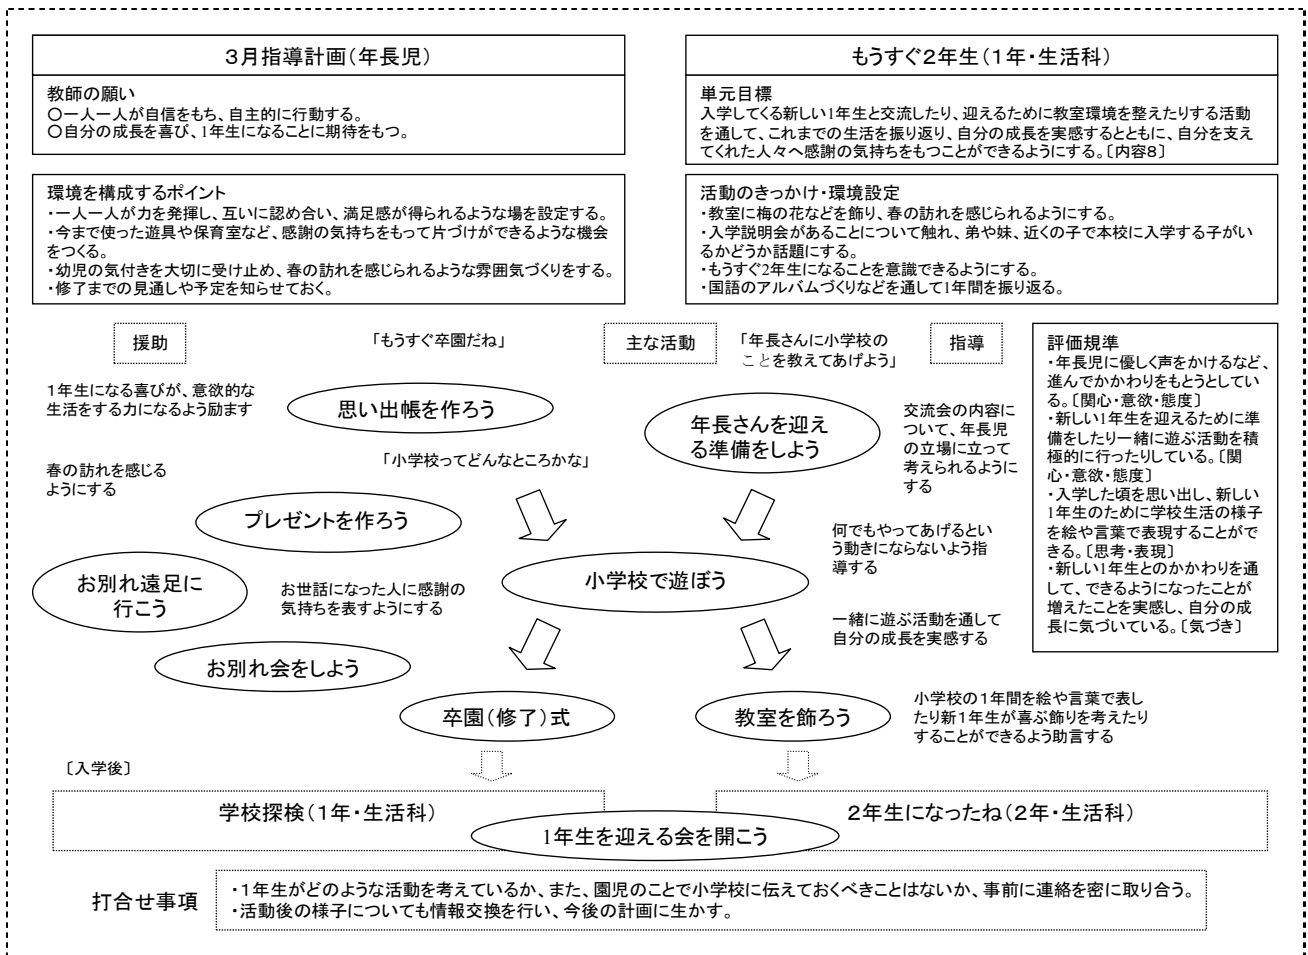 ３月指導計画（年長児）
教師の願い
○一人一人が自信をもち、自主的に行動する。
○自分の成長を喜び、1年生になることに期待をもつ。
環境を構成するポイント
・一人一人が力を発揮し、互いに認め合い、満足感が得られるような場を設定する。
・今まで使った遊具や保育室など、感謝の気持ちをもって片づけができるような機会
をつくる。
・幼児の気付きを大切に受け止め、春の訪れを感じられるような雰囲気づくりをする。
・修了までの見通しや予定を知らせておく。
もうすぐ２年生（１年・生活科）
単元目標
入学してくる新しい1年生と交流したり、迎えるために教室環境を整えたりする活動
を通して、これまでの生活を振り返り、自分の成長を実感するとともに、自分を支え
てくれた人々へ感謝の気持ちをもつことができるようにする。〔内容８〕
活動のきっかけ・環境設定
・教室に梅の花などを飾り、春の訪れを感じられるようにする。
・入学説明会があることについて触れ、弟や妹、近くの子で本校に入学する子がい
るかどうか話題にする。
・もうすぐ2年生になることを意識できるようにする。
・国語のアルバムづくりなどを通して1年間を振り返る。
援助
「もうすぐ卒園だね」
主な活動
「年長さんに小学校の
ことを教えてあげよう」
指導
1年生になる喜びが、意欲的な
生活をする力になるよう励ます
思い出帳を作ろう
年長さんを迎え
る準備をしよう
交流会の内容に
ついて、年長児
の立場に立って
考えられるように
する
春の訪れを感じる
ようにする
「小学校ってどんなところかな」
プレゼントを作ろう
何でもやってあげるとい
う動きにならないよう指
導する
お別れ遠足に
行こう
お世話になった人に感謝の
気持ちを表すようにする
小学校で遊ぼう
一緒に遊ぶ活動を通して
自分の成長を実感する
お別れ会をしよう
卒園（修了）式
教室を飾ろう
小学校の１年間を絵や言葉で表し
たり新１年生が喜ぶ飾りを考えたり
することができるよう助言する
評価規準
・年長児に優しく声をかけるなど、
進んでかかわりをもとうとしてい
る。〔関心・意欲・態度〕
・新しい1年生を迎えるために準
備をしたり一緒に遊ぶ活動を積
極的に行ったりしている。〔関
心・意欲・態度〕
・入学した頃を思い出し、新しい
1年生のために学校生活の様子
を絵や言葉で表現することがで
きる。〔思考・表現〕
・新しい1年生とのかかわりを通
して、できるようになったことが
増えたことを実感し、自分の成
長に気づいている。〔気づき〕
〔入学後〕
学校探検（１年・生活科）
1年生を迎える会を開こう
２年生になったね（２年・生活科）
打合せ事項
・１年生がどのような活動を考えているか、また、園児のことで小学校に伝えておくべきことはないか、事前に連絡を密に取り合う。
・活動後の様子についても情報交換を行い、今後の計画に生かす。